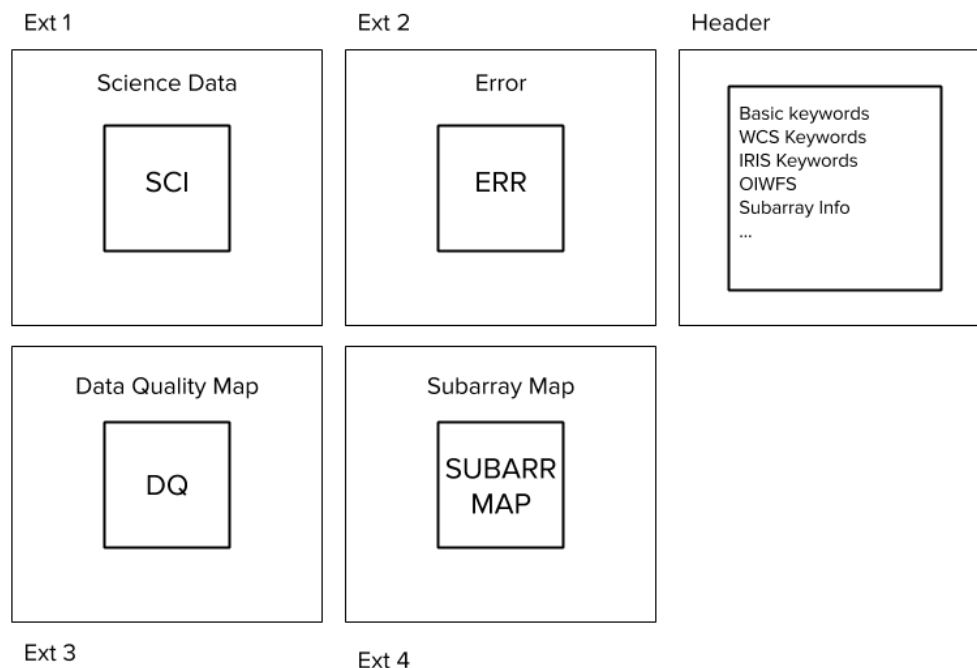 Ext 1
Ext 2
Header
Science Data
SCI
Error
ERR
Basic keywords
WCS Keywords
IRIS Keywords
OIWFS
Subarray Info
...
Data Quality Map
DQ
Subarray Map
SUBARR
MAP
Ext 3
Ext 4